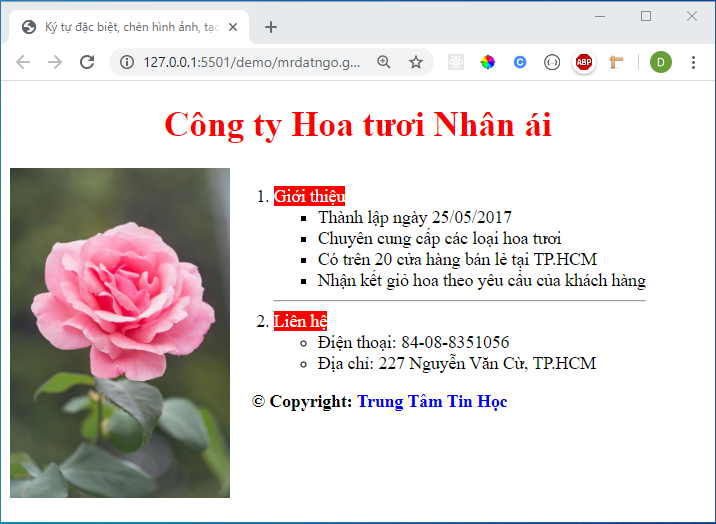 Ký tự đặc biệt, chèn hình ảnh, tạo
127.0.0.1:5501/demo/mrdatngo.g...
C
ABP
D
Công ty Hoa tươi Nhân ái
1. Giới thiệu
Thành lập ngày 25/05/2017
Chuyên cung cấp các loại hoa tươi
Có trên 20 cửa hàng bán lẻ tại TP.HCM
Nhận kết giỏ hoa theo yêu cầu của khách hàng
2. Liên hệ
Điện thoại: 84-08-8351056
Địa chỉ: 227 Nguyễn Văn Cừ, TP.HCM
© Copyright: Trung Tâm Tin Học